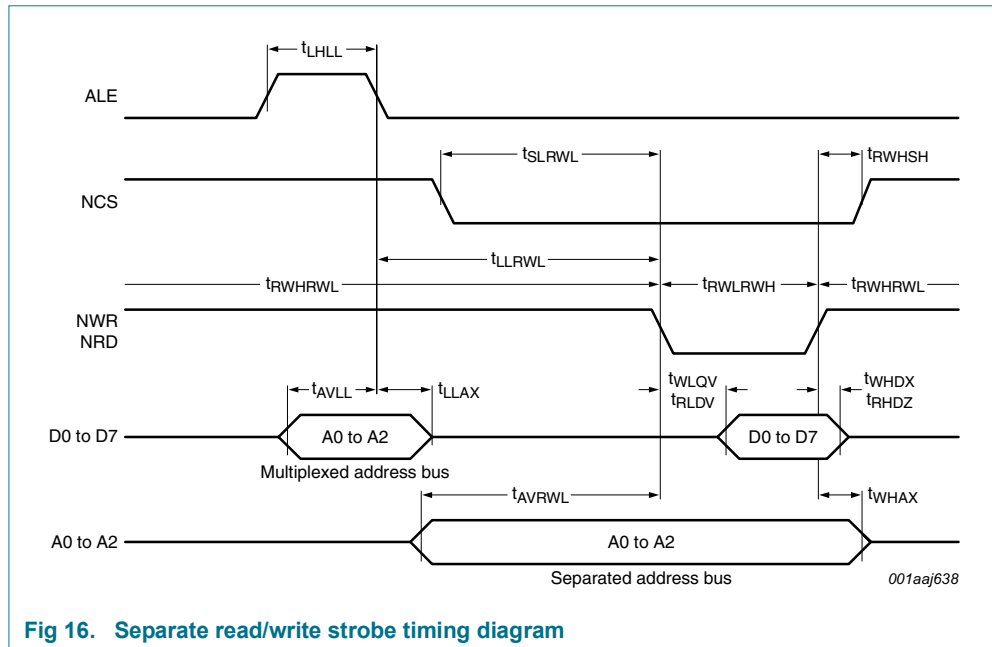 tLHLL
ALE
tSLRWL
tRWHSH
NCS
tLLRWL
tRWHRWL
tRWLRWH
tRWHRWL
NWR
NRD
tAVLL
tLLAX
tWLQV
tRLDV
tWHDX
tRHDZ
D0 to D7
A0 to A2
D0 to D7
Multiplexed address bus
tAVRWL
tWHAX
A0 to A2
A0 to A2
Separated address bus
001aaj638
Fig 16. Separate read/write strobe timing diagram